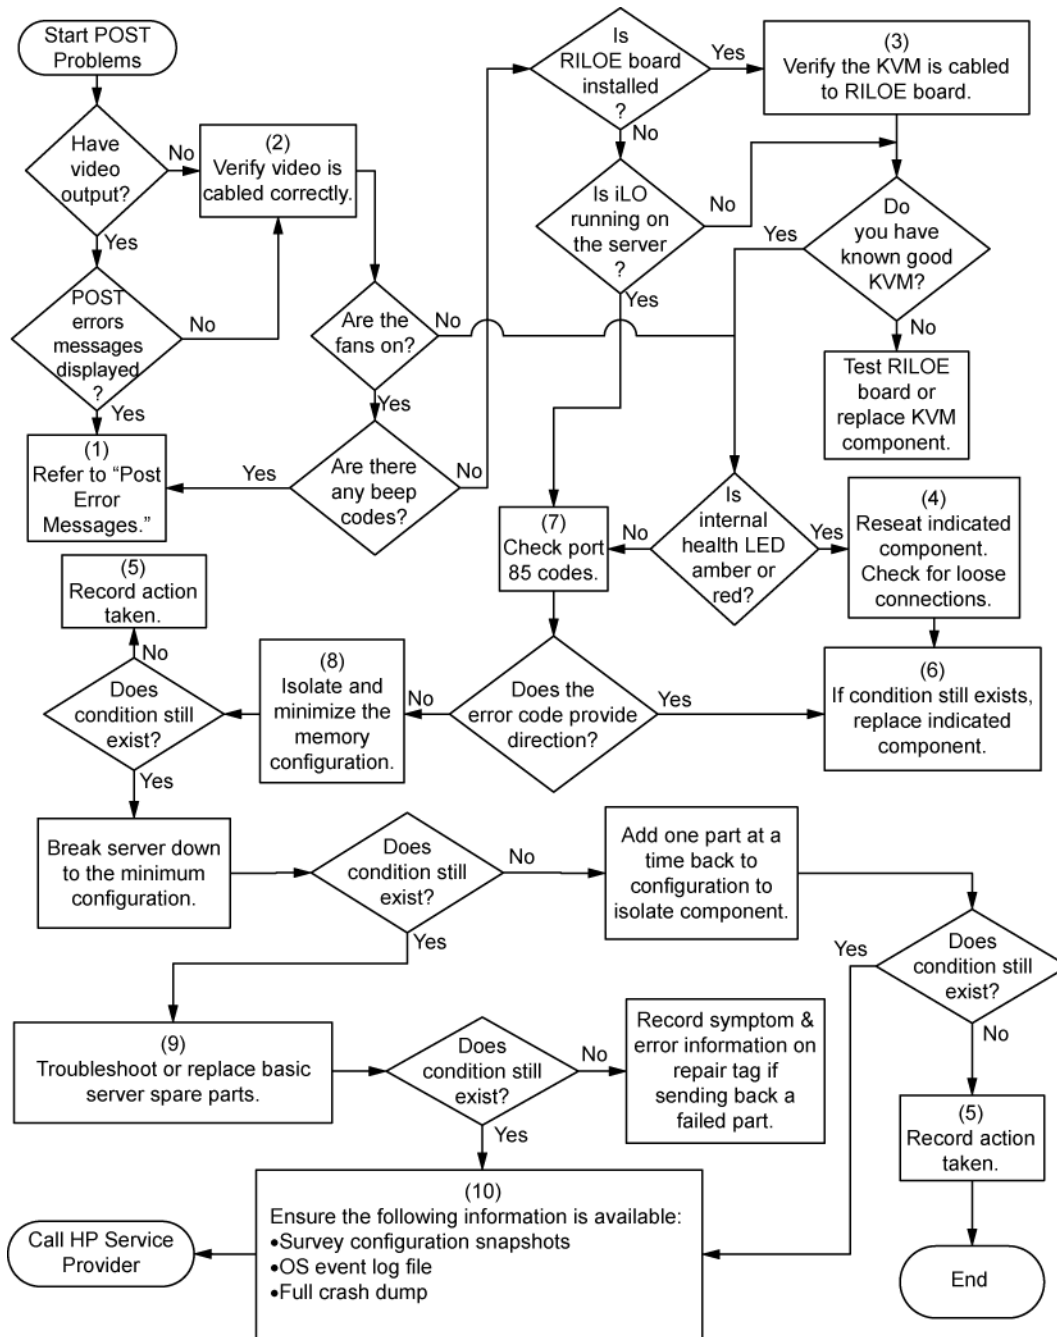 Start POST
Problems
Have
video
output?
No
Yes
(2)
Verify video is
cabled correctly.
POST
errors
messages
displayed
?
No
Yes
(1)
Refer to “Post
Error
Messages.”
Are the
fans on?
No
Yes
Are there
any beep
codes?
Yes
No
Is
RILOE board
installed
?
Yes
No
(3)
Verify the KVM is cabled
to RILOE board.
Is iLO
running on
the server
?
No
Yes
Do
you have
known good
KVM?
Yes
No
Test RILOE
board or
replace KVM
component.
Is
internal
health LED
amber or
red?
No
Yes
(4)
Reseat indicated
component.
Check for loose
connections.
(7)
Check port
85 codes.
(6)
If condition still exists,
replace indicated
component.
Does the
error code provide
direction?
Yes
No
(8)
Isolate and
minimize the
memory
configuration.
(5)
Record action
taken.
No
Does
condition still
exist?
Yes
Break server down
to the minimum
configuration.
Does
condition still
exist?
No
Yes
Add one part at a
time back to
configuration to
isolate component.
Does
condition still
exist?
Yes
No
(9)
Troubleshoot or replace basic
server spare parts.
Does
condition still
exist?
No
Yes
Record symptom &
error information on
repair tag if
sending back a
failed part.
(5)
Record action
taken.
(10)
Ensure the following information is available:
•Survey configuration snapshots
•OS event log file
•Full crash dump
Call HP Service
Provider
End